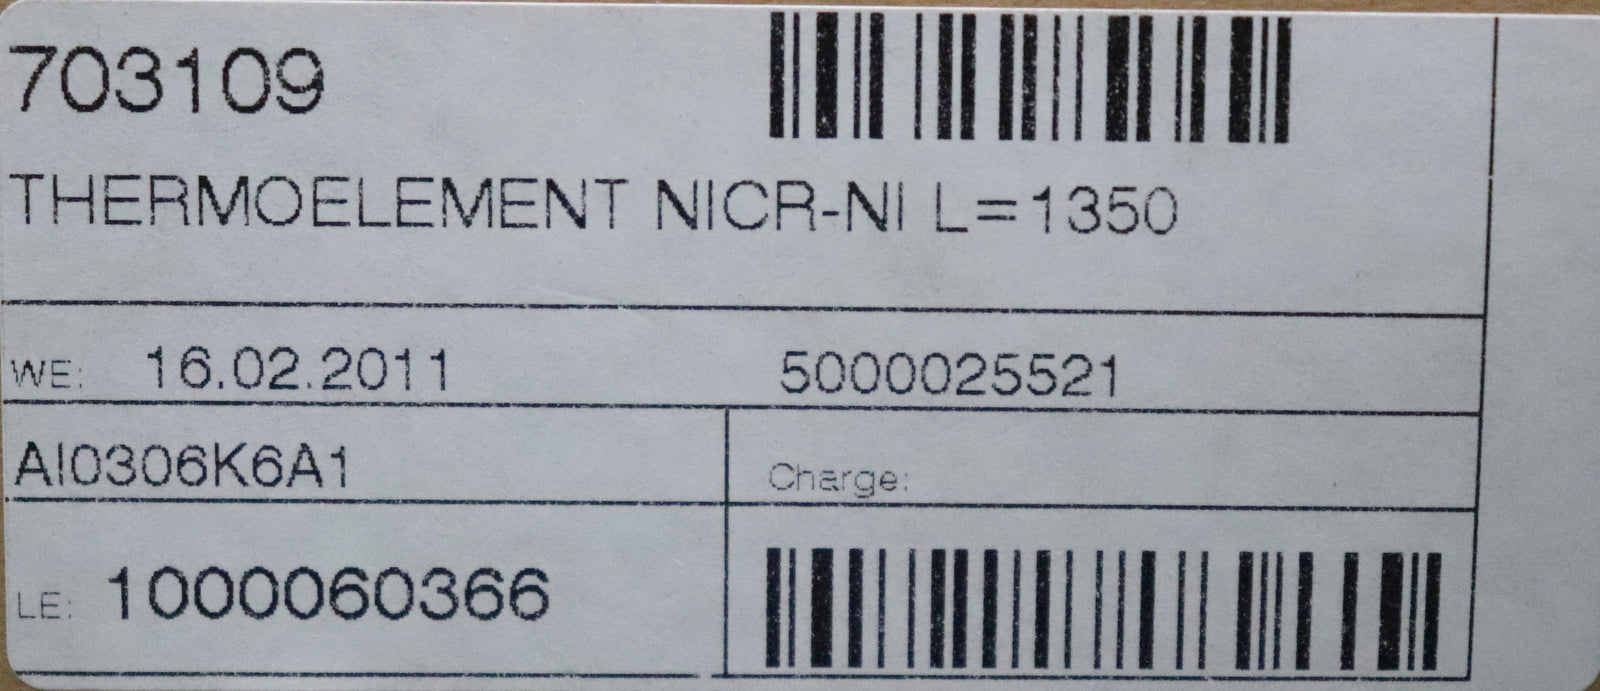 703109
THERMOELEMENT NICR-NI L=1350
WE: 16.02.2011 5000025521
AI0306K6A1 Charge:
LE: 1000060366